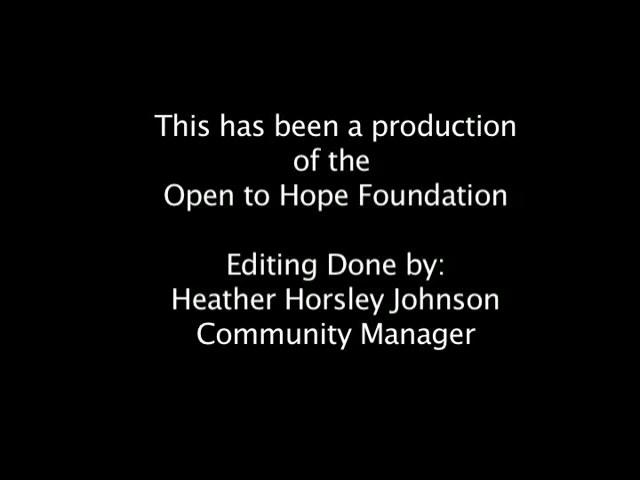 This has been a production
of the
Open to Hope Foundation
Editing Done by:
Heather Horsley Johnson
Community Manager